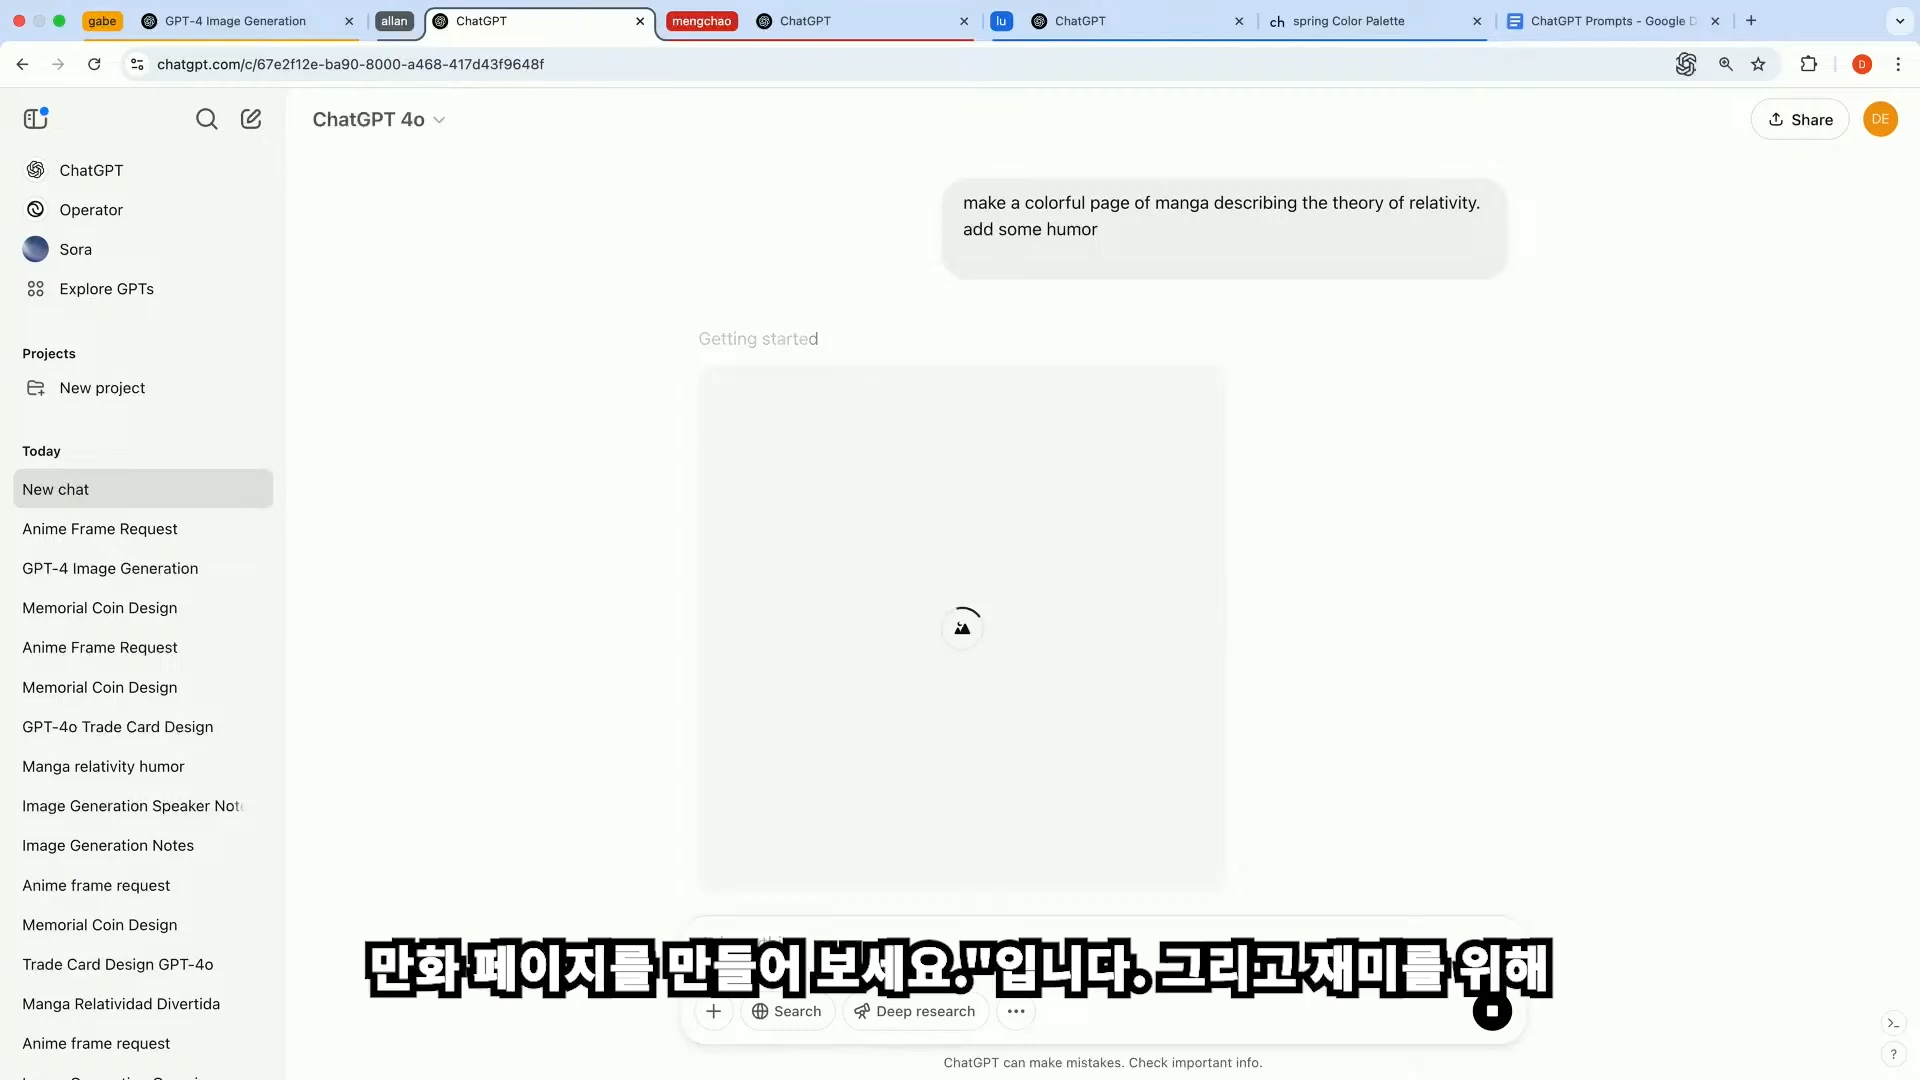 gabe
GPT-4 Image Generation
allan
ChatGPT
mengchao
ChatGPT
lu
ChatGPT
ch
spring Color Palette
ChatGPT Prompts - Google D
chatgpt.com/c/67e2f12e-ba90-8000-a468-417d43f9648f
D
ChatGPT 4o
Share
DE
ChatGPT
Operator
Sora
Explore GPTs
Projects
New project
Today
New chat
Anime Frame Request
GPT-4 Image Generation
Memorial Coin Design
Anime Frame Request
Memorial Coin Design
GPT-4o Trade Card Design
Manga relativity humor
Image Generation Speaker Note
Image Generation Notes
Anime frame request
Memorial Coin Design
Trade Card Design GPT-4o
Manga Relatividad Divertida
Anime frame request
make a colorful page of manga describing the theory of relativity.
add some humor
Getting started
만화 페이지를 만들어 보세요."입니다. 그리고 재미를 위해
Search
Deep research
ChatGPT can make mistakes. Check important info.
?